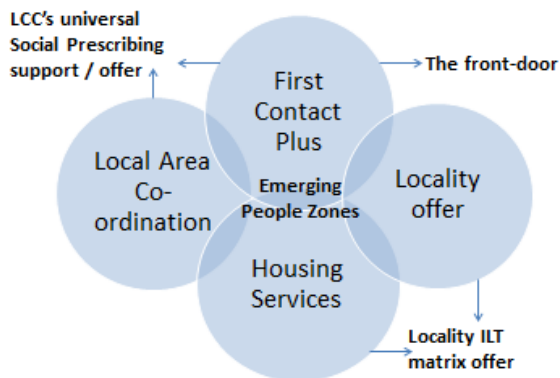 LCC's universal
Social Prescribing
support / offer
First
Contact
Plus
The front-door
Local Area
Co-
ordination
Emerging
People Zones
Locality
offer
Housing
Services
Locality ILT
matrix offer